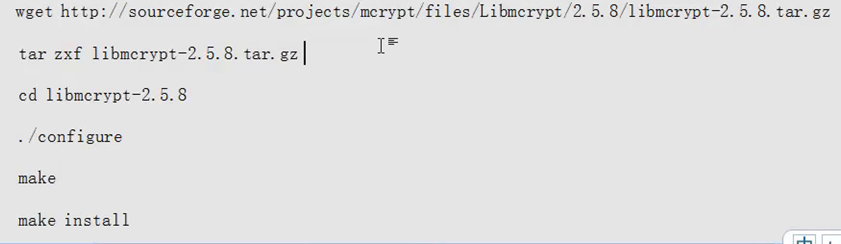 wget http://sourceforge.net/projects/mcrypt/files/Libmcrypt/2.5.8/libmcrypt-2.5.8.tar.gz
tar zxf libmcrypt-2.5.8.tar.gz
cd libmcrypt-2.5.8
./configure
make
make install